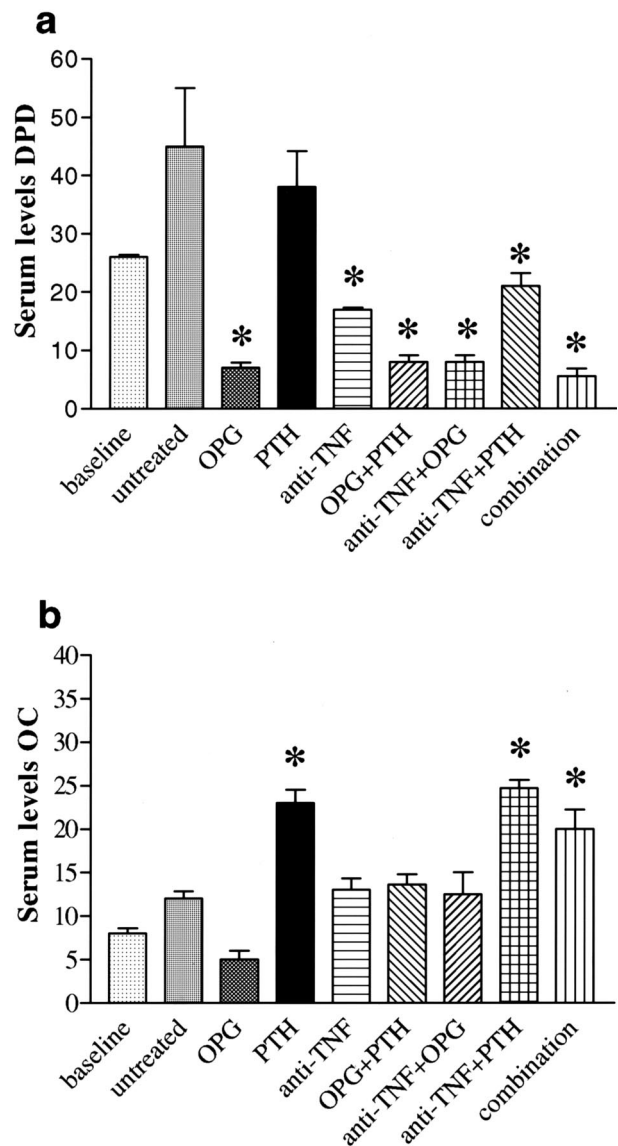 a
Serum levels DPD
60
50
40
30
20
10
0
*
*
*
*
*
*
baseline
untreated
OPG
PTH
anti-TNF
OPG+PTH
anti-TNF+OPG
anti-TNF+PTH
combination
b
Serum levels OC
40
35
30
25
20
15
10
5
0
*
*
*
baseline
untreated
OPG
PTH
anti-TNF
OPG+PTH
anti-TNF+OPG
anti-TNF+PTH
combination